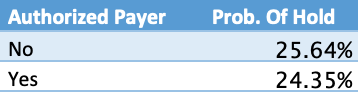 Authorized Payer Prob. Of Hold
No 25.64%
Yes 24.35%